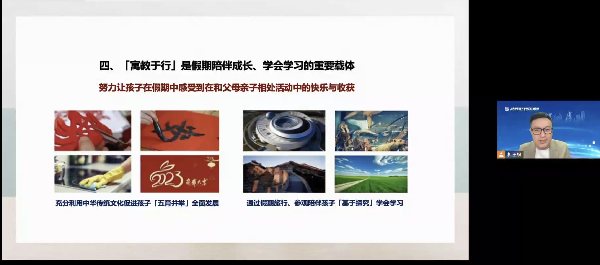 四、「寓教于行」是假期陪伴成长、学会学习的重要载体
努力让孩子在假期中感受到在和父母亲子相处活动中的快乐与收获
2023
充分利用中华传统文化促进孩子「五育并举」全面发展
通过假期旅行、参观陪伴孩子「基于探究」学会学习